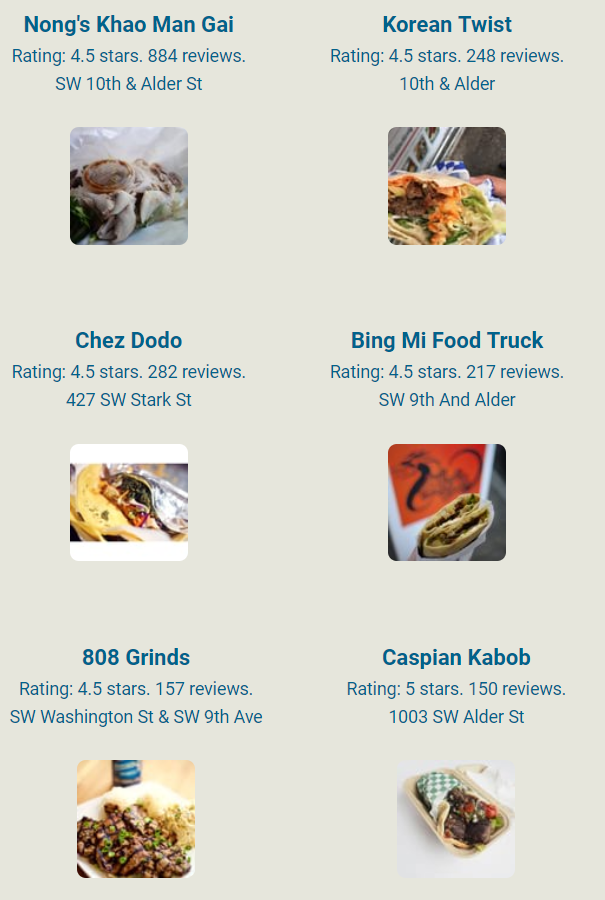 Nong's Khao Man Gai
Rating: 4.5 stars. 884 reviews.
SW 10th & Alder St
Korean Twist
Rating: 4.5 stars. 248 reviews.
10th & Alder
Chez Dodo
Rating: 4.5 stars. 282 reviews.
427 SW Stark St
Bing Mi Food Truck
Rating: 4.5 stars. 217 reviews.
SW 9th And Alder
808 Grinds
Rating: 4.5 stars. 157 reviews.
SW Washington St & SW 9th Ave
Caspian Kabob
Rating: 5 stars. 150 reviews.
1003 SW Alder St